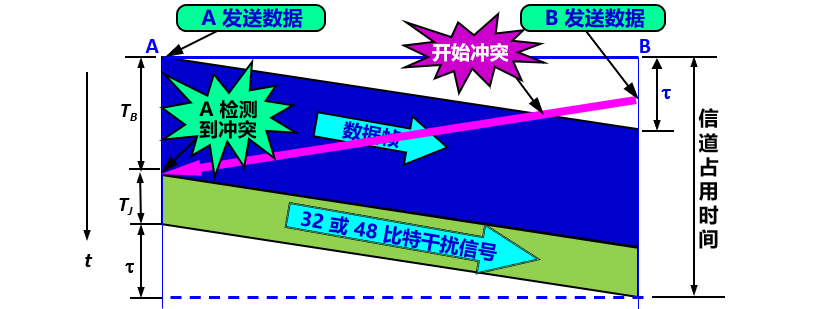 A 发送数据
B 发送数据
A
B
开始冲突
τ
T_B
A 检测
到冲突
数据帧
信道占用时间
T_J
32 或 48 比特干扰信号
t
τ